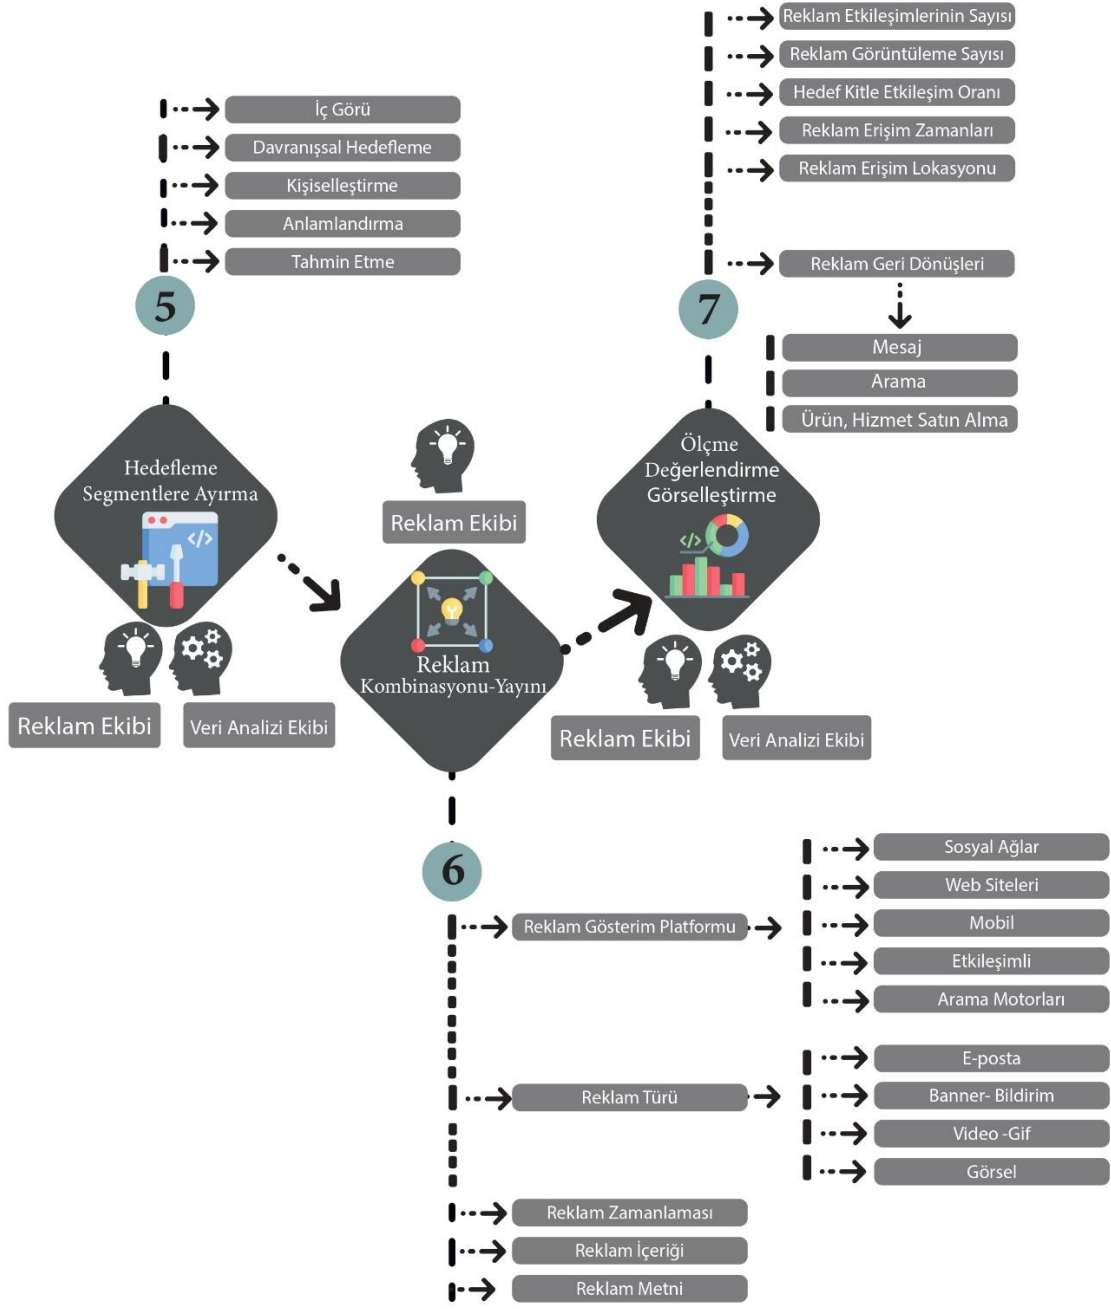 İç Görü
Davranışsal Hedefleme
Kişiselleştirme
Anlamlandırma
Tahmin Etme
5
Hedefleme
Segmentlere Ayırma
</>
Reklam Ekibi
Veri Analizi Ekibi
Reklam Ekibi
Reklam
Kombinasyonu-Yayını
6
Reklam Gösterim Platformu
Sosyal Ağlar
Web Siteleri
Mobil
Etkileşimli
Arama Motorları
Reklam Türü
E-posta
Banner- Bildirim
Video -Gif
Görsel
Reklam Zamanlaması
Reklam İçeriği
Reklam Metni
Reklam Etkileşimlerinin Sayısı
Reklam Görüntüleme Sayısı
Hedef Kitle Etkileşim Oranı
Reklam Erişim Zamanları
Reklam Erişim Lokasyonu
Reklam Geri Dönüşleri
Mesaj
Arama
Ürün, Hizmet Satın Alma
7
Ölçme
Değerlendirme
Görselleştirme
</>
Reklam Ekibi
Veri Analizi Ekibi